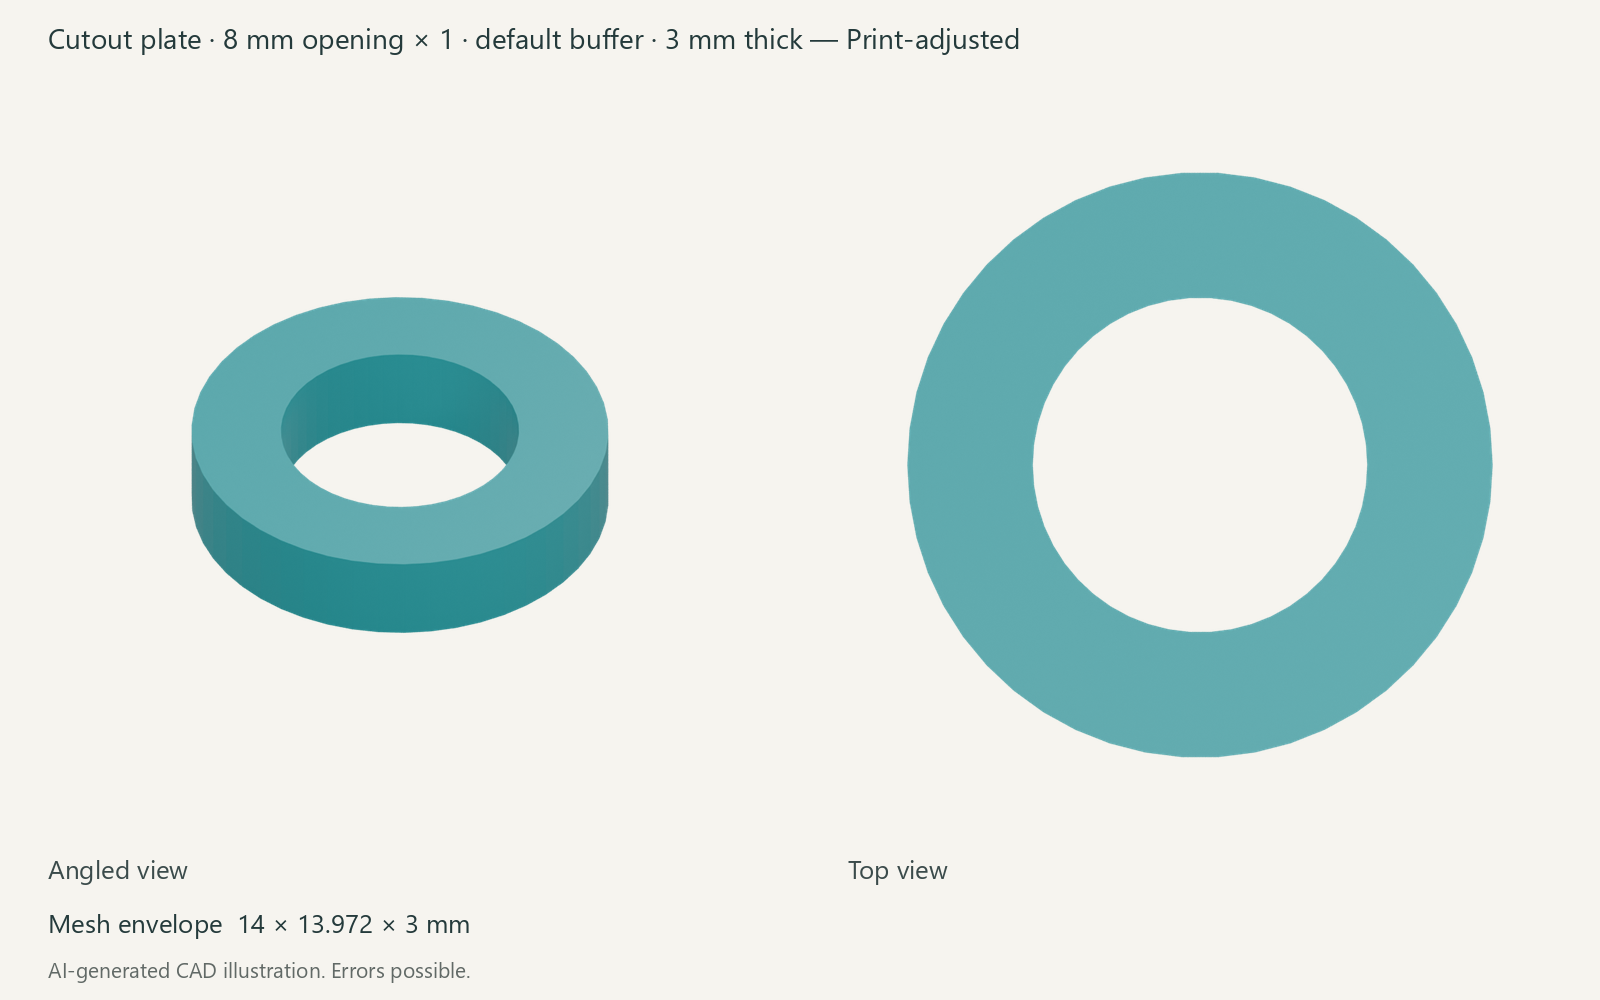 Cutout plate · 8 mm opening × 1 · default buffer · 3 mm thick — Print-adjusted
Angled view
Top view
Mesh envelope  14 × 13.972 × 3 mm
AI-generated CAD illustration. Errors possible.